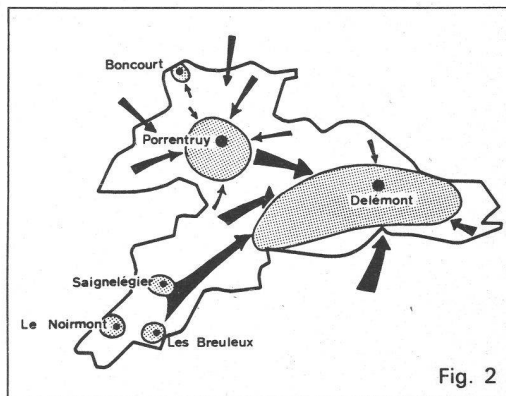 Boncourt
Porrentruy
Delémont
Saignelégier
Le Noirmont
Les Breuleux
Fig. 2